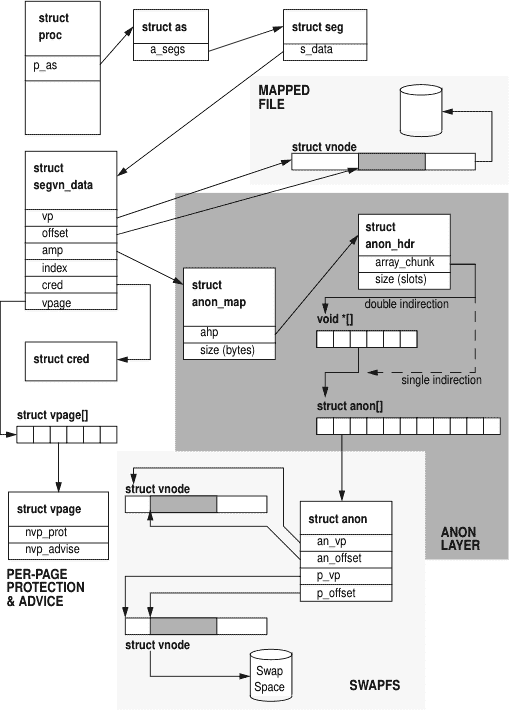 struct
proc
p_as
struct as
a_segs
struct seg
s_data
MAPPED
FILE
struct vnode
struct
segvn_data
vp
offset
amp
index
cred
vpage
struct
anon_map
ahp
size (bytes)
struct
anon_hdr
array_chunk
size (slots)
double indirection
void *[]
single indirection
struct anon[]
struct cred
struct vpage[]
struct vpage
nvp_prot
nvp_advise
PER-PAGE
PROTECTION
& ADVICE
struct vnode
struct anon
an_vp
an_offset
p_vp
p_offset
ANON
LAYER
struct vnode
Swap
Space
SWAPFS